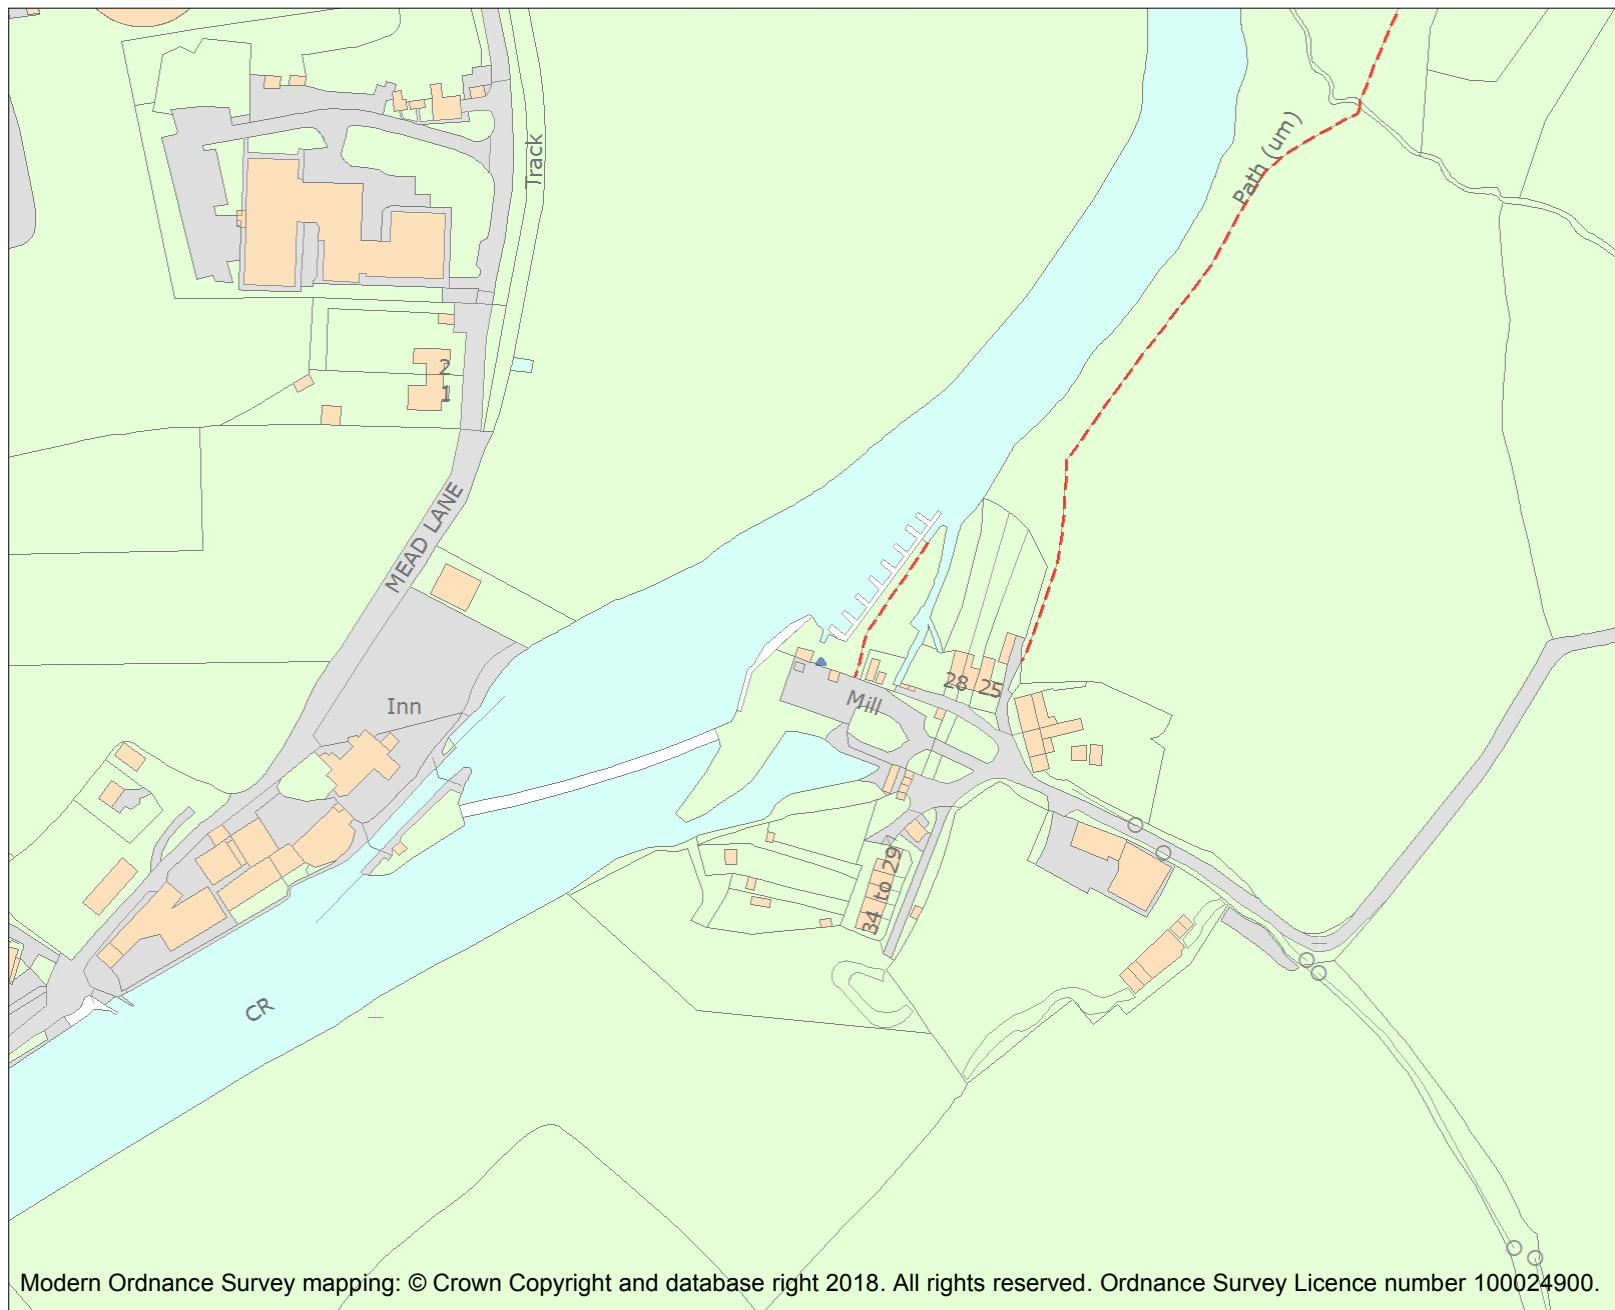 Path (um)
Track
2
1
MEAD LANE
28 25
Mill
Inn
34 to 29
CR
Modern Ordnance Survey mapping: © Crown Copyright and database right 2018. All rights reserved. Ordnance Survey Licence number 100024900.